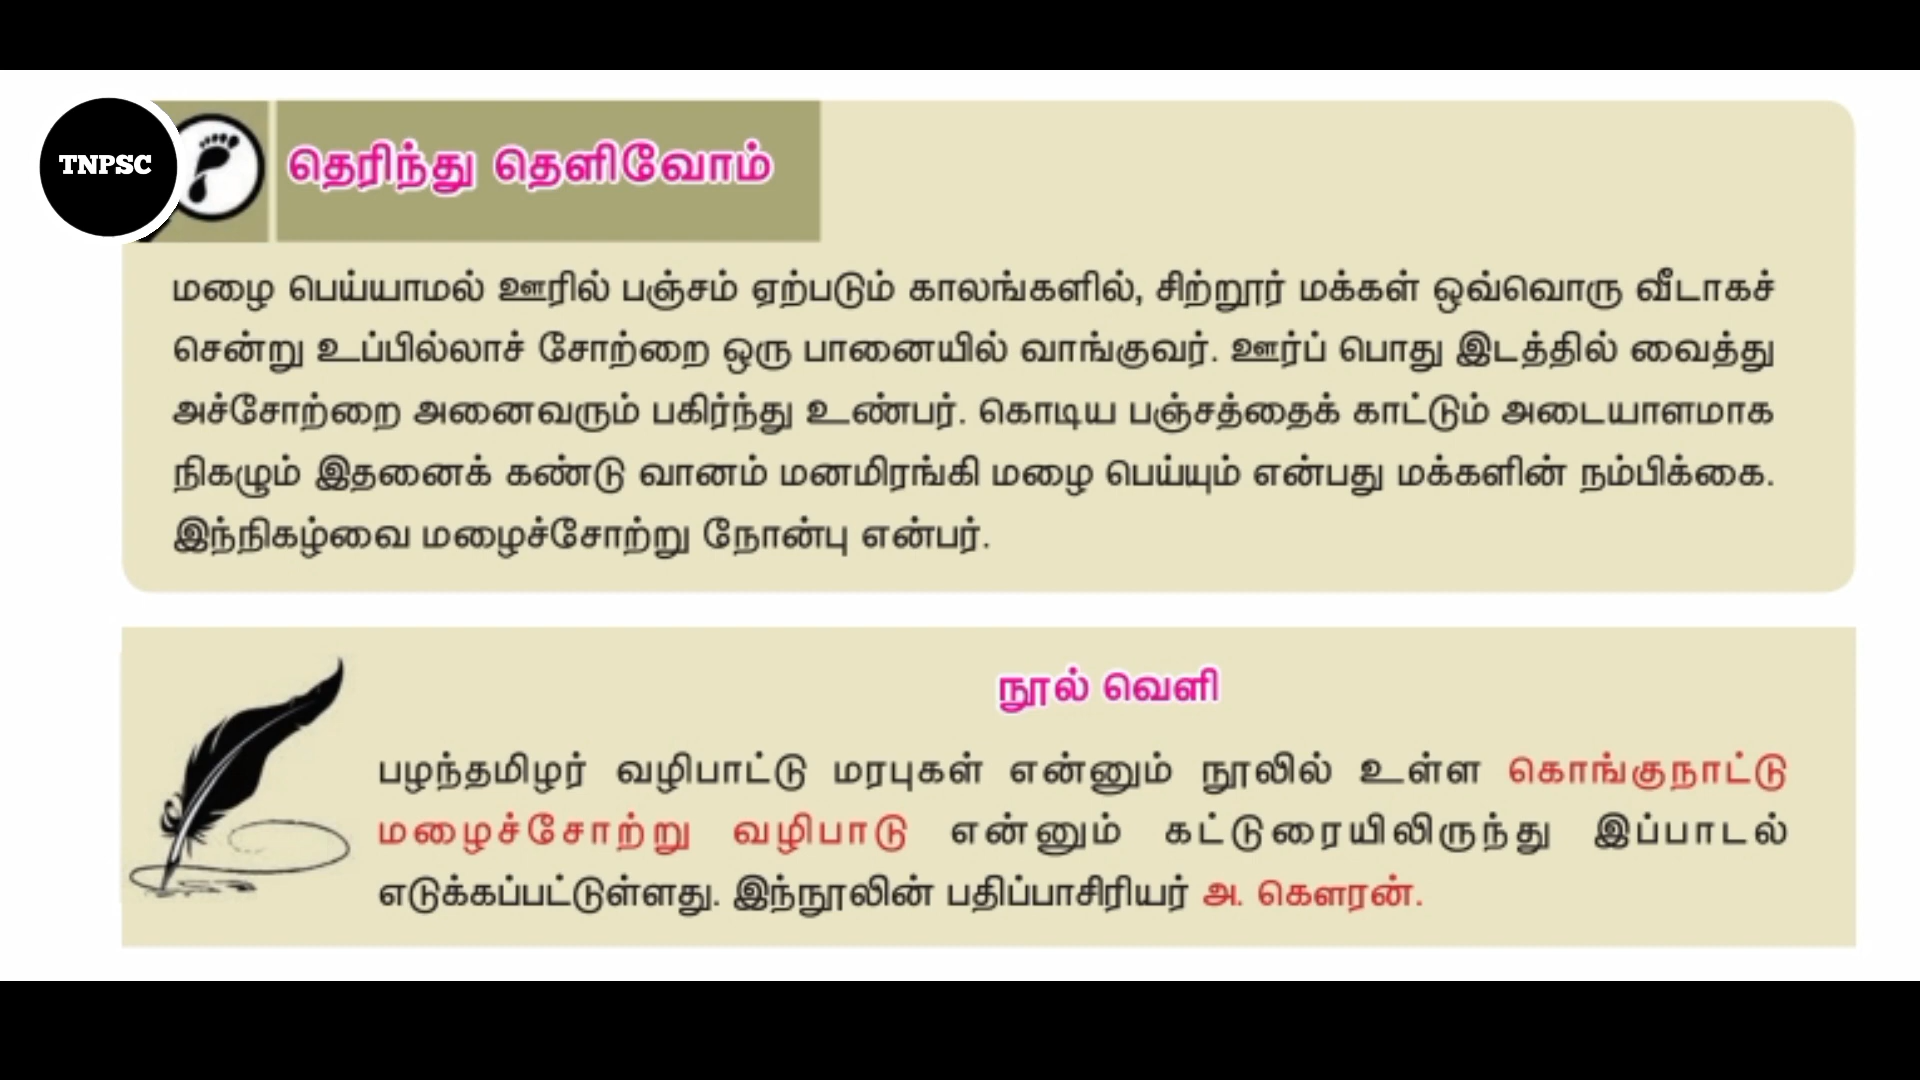 TNPSC
தெரிந்து தெளிவோம்
மழை பெய்யாமல் ஊரில் பஞ்சம் ஏற்படும் காலங்களில், சிற்றூர் மக்கள் ஒவ்வொரு வீடாகச்
சென்று உப்பில்லாச் சோற்றை ஒரு பானையில் வாங்குவர். ஊர்ப் பொது இடத்தில் வைத்து
அச்சோற்றை அனைவரும் பகிர்ந்து உண்பர். கொடிய பஞ்சத்தைக் காட்டும் அடையாளமாக
நிகழும் இதனைக் கண்டு வானம் மனமிரங்கி மழை பெய்யும் என்பது மக்களின் நம்பிக்கை.
இந்நிகழ்வை மழைச்சோற்று நோன்பு என்பர்.
நூல் வெளி
பழந்தமிழர் வழிபாட்டு மரபுகள் என்னும் நூலில் உள்ள கொங்குநாட்டு
மழைச்சோற்று வழிபாடு என்னும் கட்டுரையிலிருந்து இப்பாடல்
எடுக்கப்பட்டுள்ளது. இந்நூலின் பதிப்பாசிரியர் அ. கௌரன்.